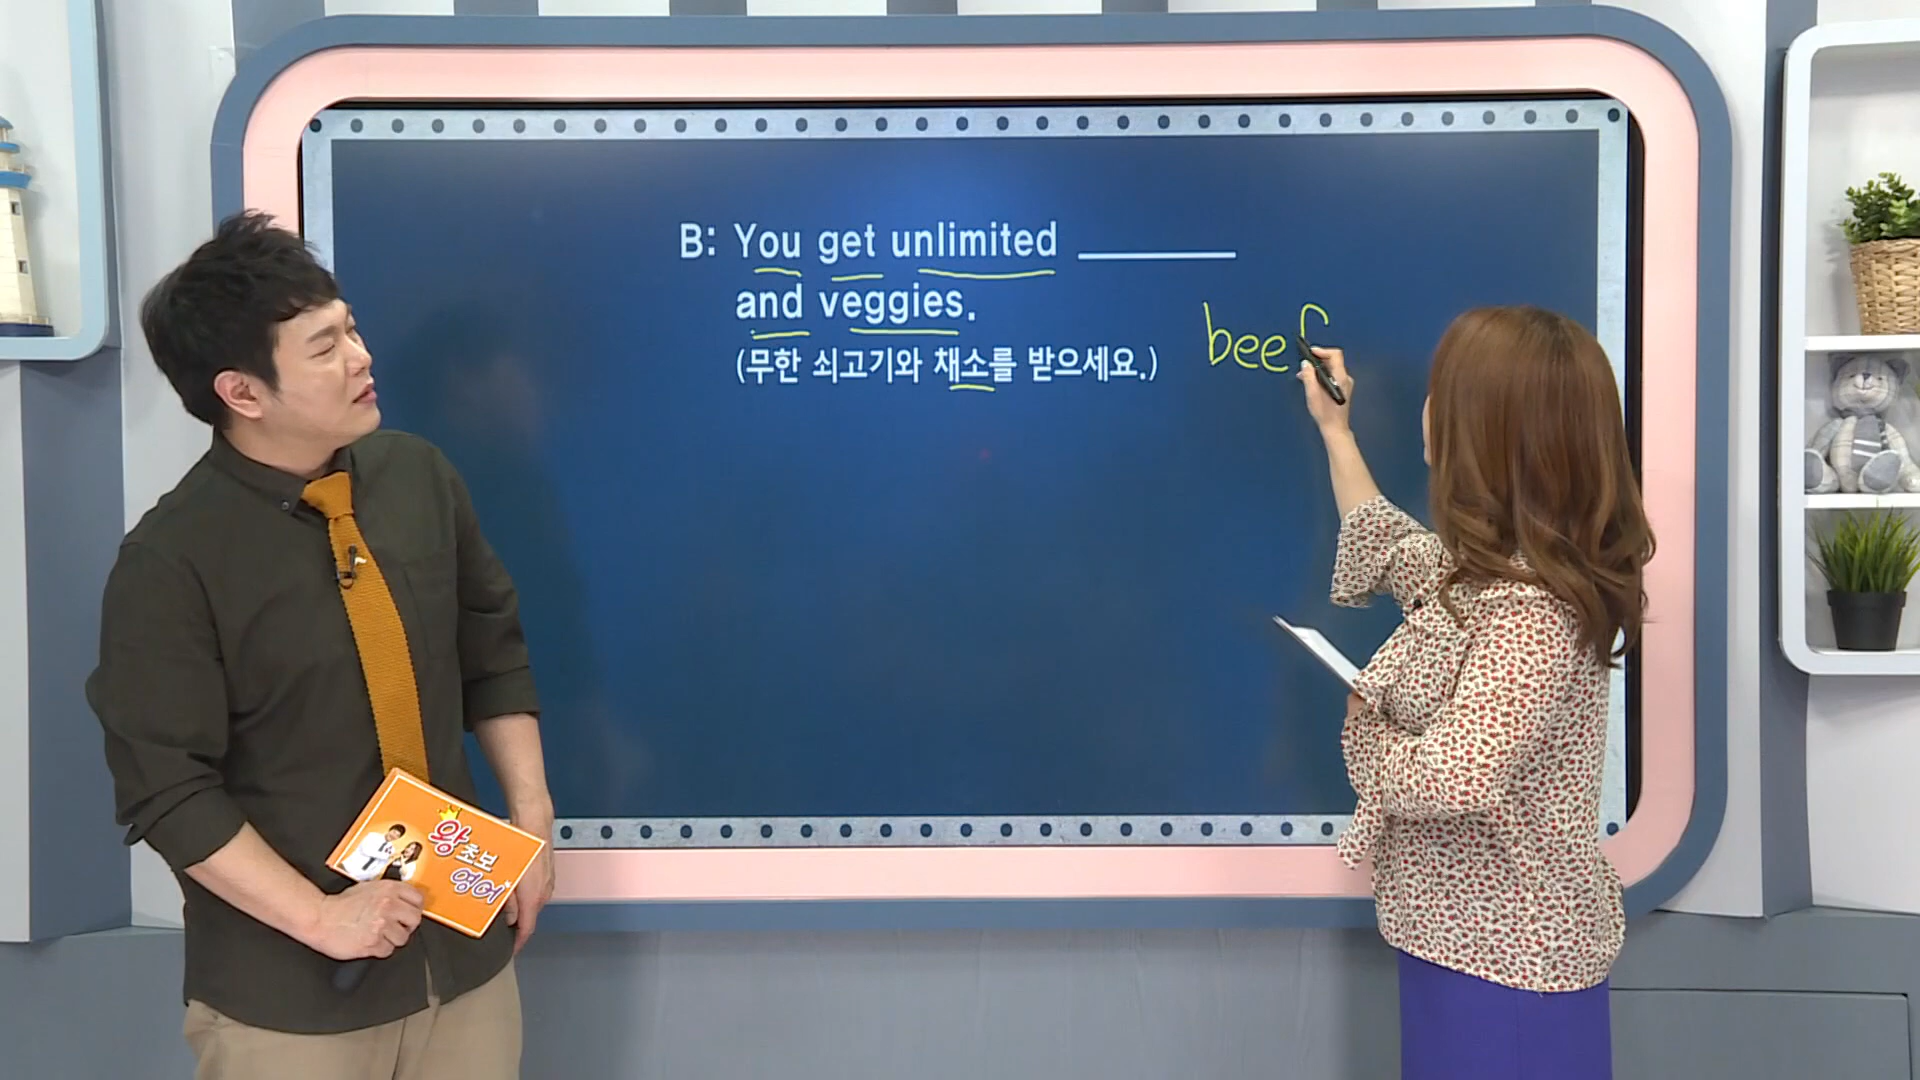 B: You get unlimited ________
and veggies.
(무한 쇠고기와 채소를 받으세요.)
beef
왕초보
영어